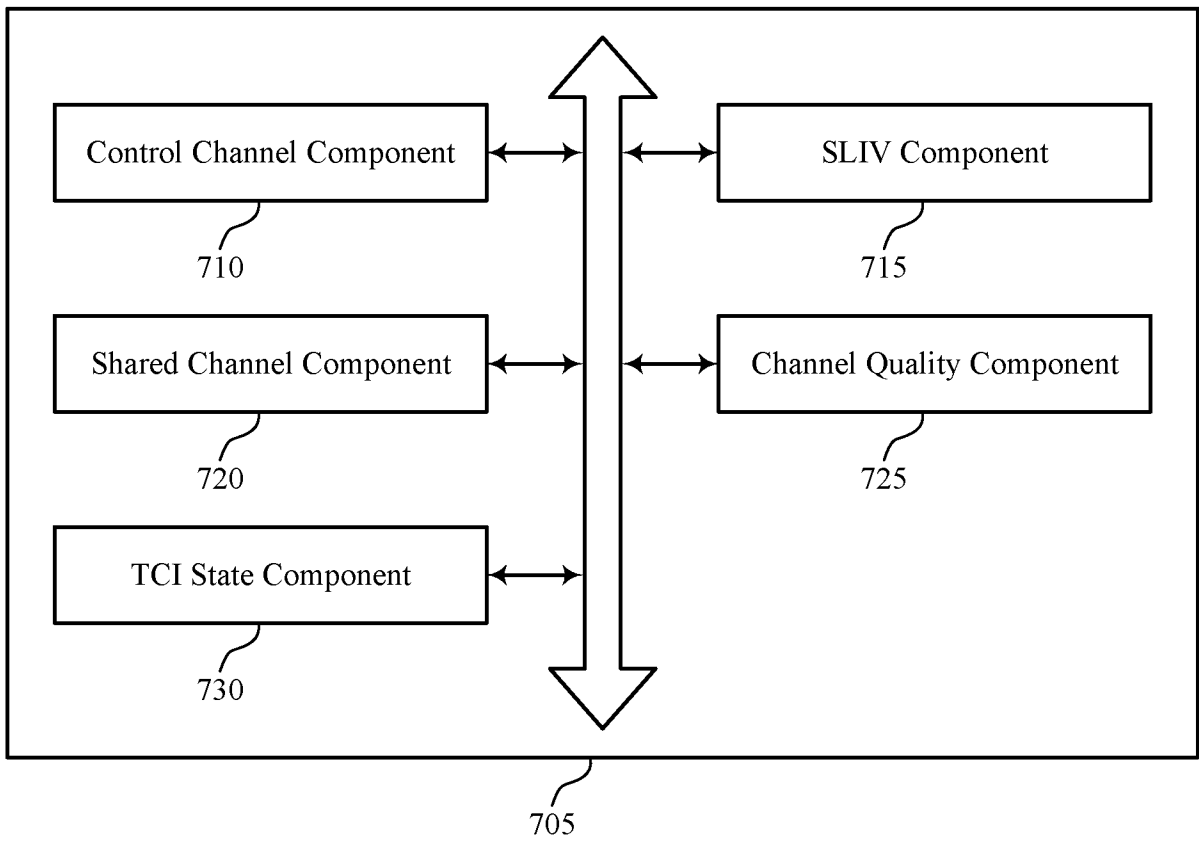 Control Channel Component
SLIV Component
710
715
Shared Channel Component
Channel Quality Component
720
725
TCI State Component
730
705